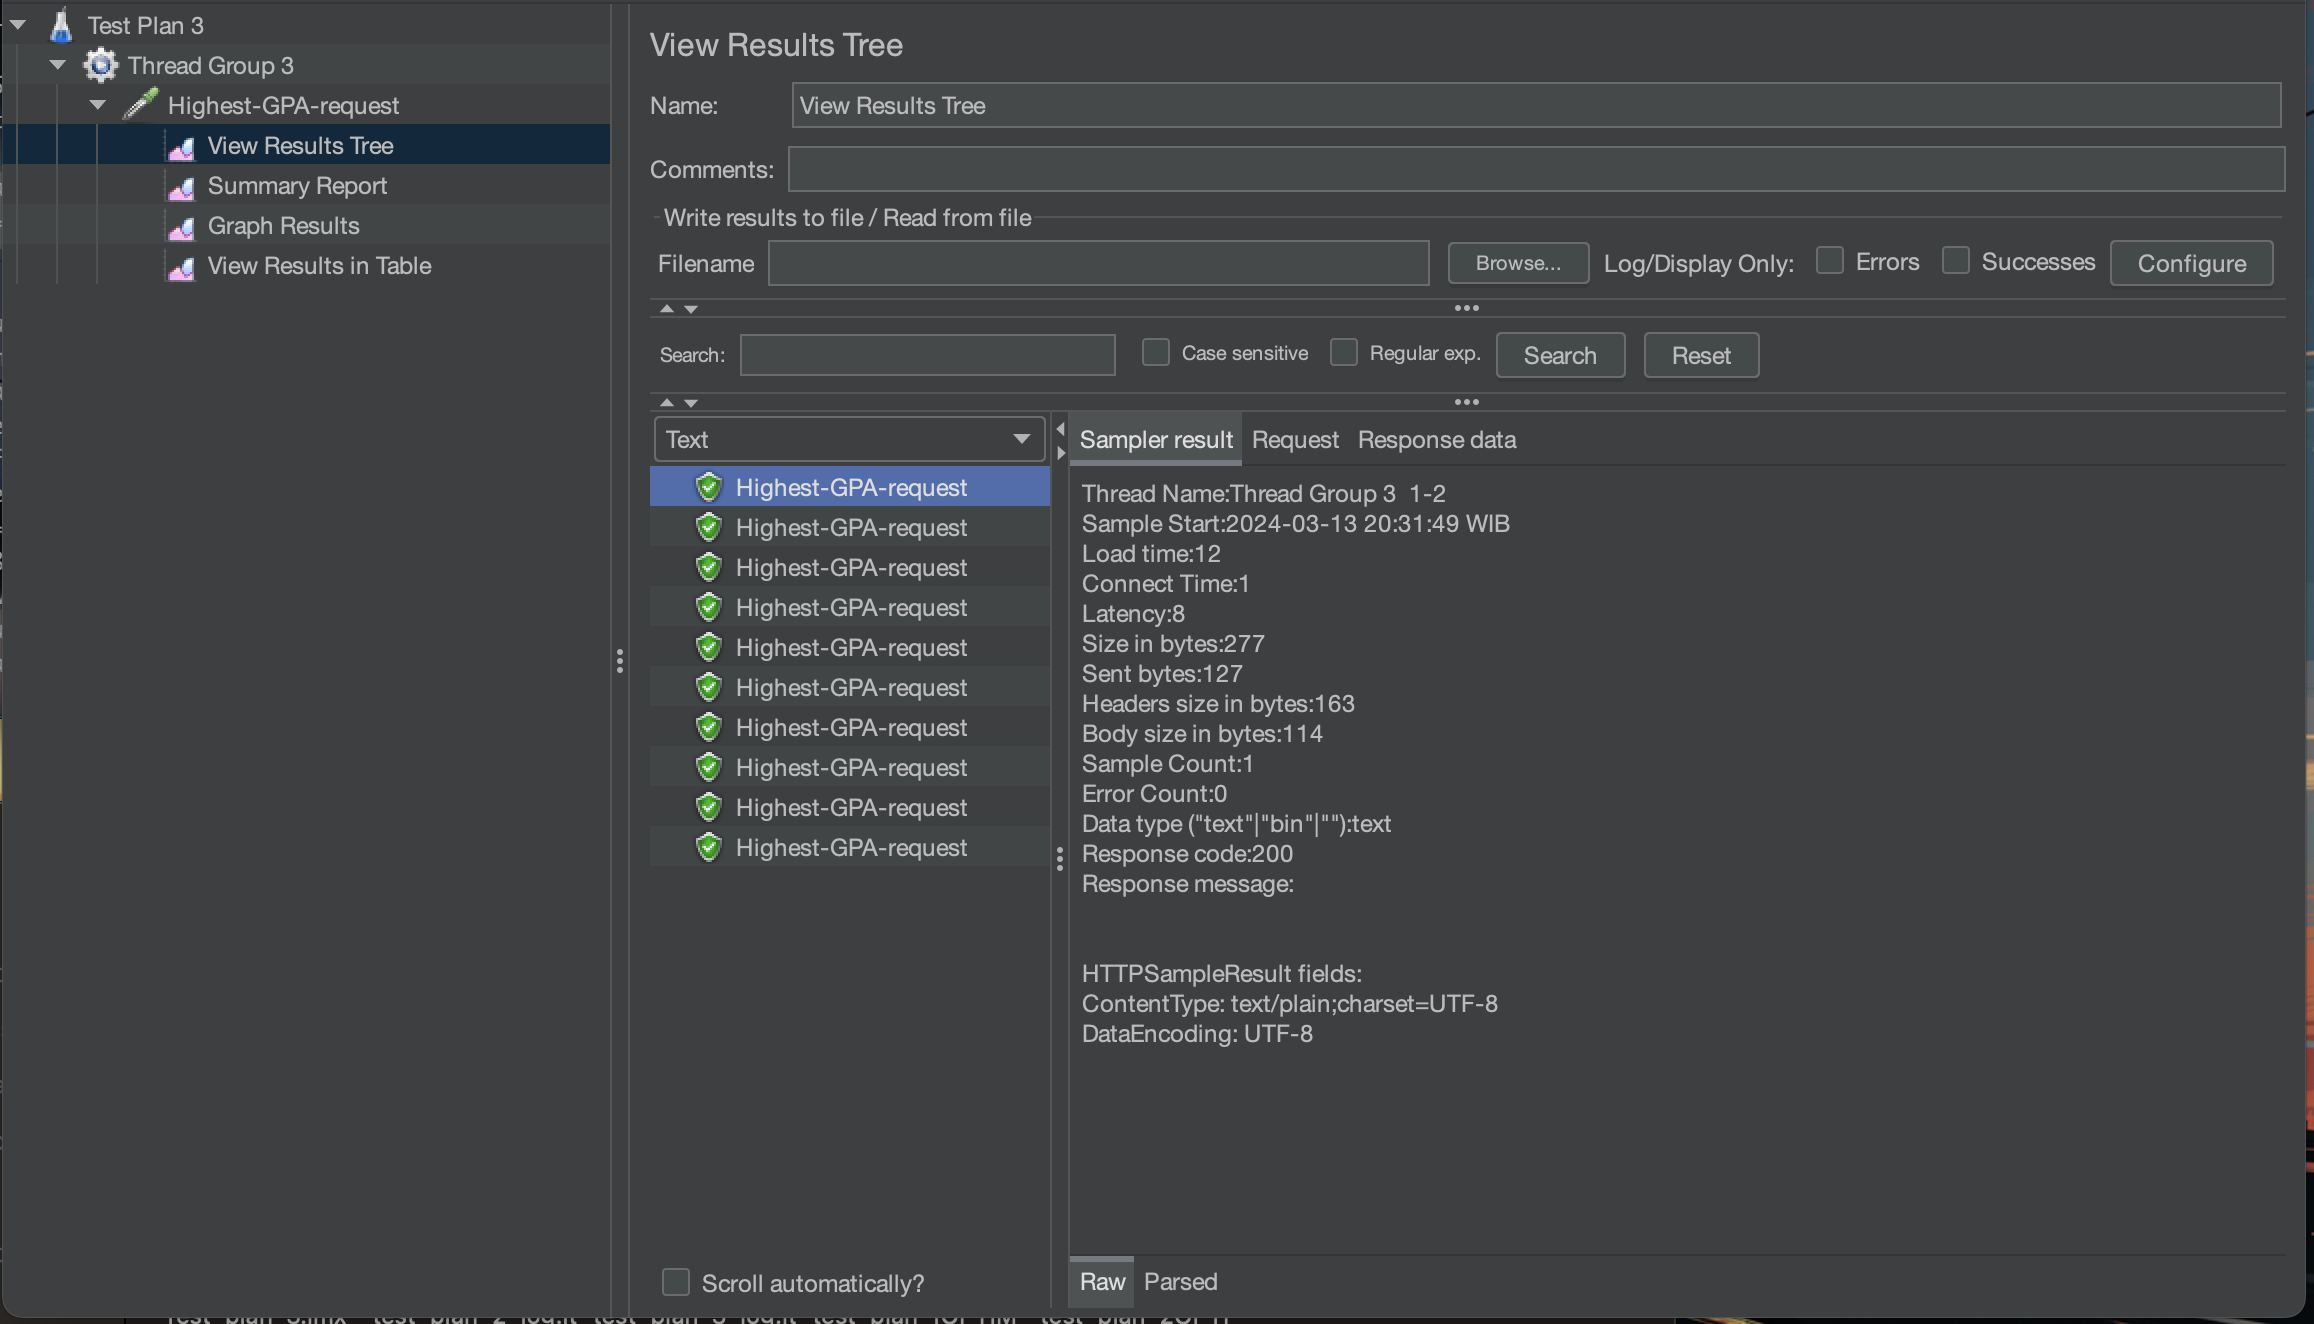 Test Plan 3
Thread Group 3
Highest-GPA-request
View Results Tree
Summary Report
Graph Results
View Results in Table
View Results Tree
Name: View Results Tree
Comments:
Write results to file / Read from file
Filename Browse... Log/Display Only: Errors Successes Configure
Search: Case sensitive Regular exp. Search Reset
Text
Highest-GPA-request
Highest-GPA-request
Highest-GPA-request
Highest-GPA-request
Highest-GPA-request
Highest-GPA-request
Highest-GPA-request
Highest-GPA-request
Highest-GPA-request
Highest-GPA-request
Scroll automatically?
Sampler result Request Response data
Thread Name:Thread Group 3  1-2
Sample Start:2024-03-13 20:31:49 WIB
Load time:12
Connect Time:1
Latency:8
Size in bytes:277
Sent bytes:127
Headers size in bytes:163
Body size in bytes:114
Sample Count:1
Error Count:0
Data type ("text"|"bin"|""):text
Response code:200
Response message:
HTTPSampleResult fields:
ContentType: text/plain;charset=UTF-8
DataEncoding: UTF-8
Raw Parsed